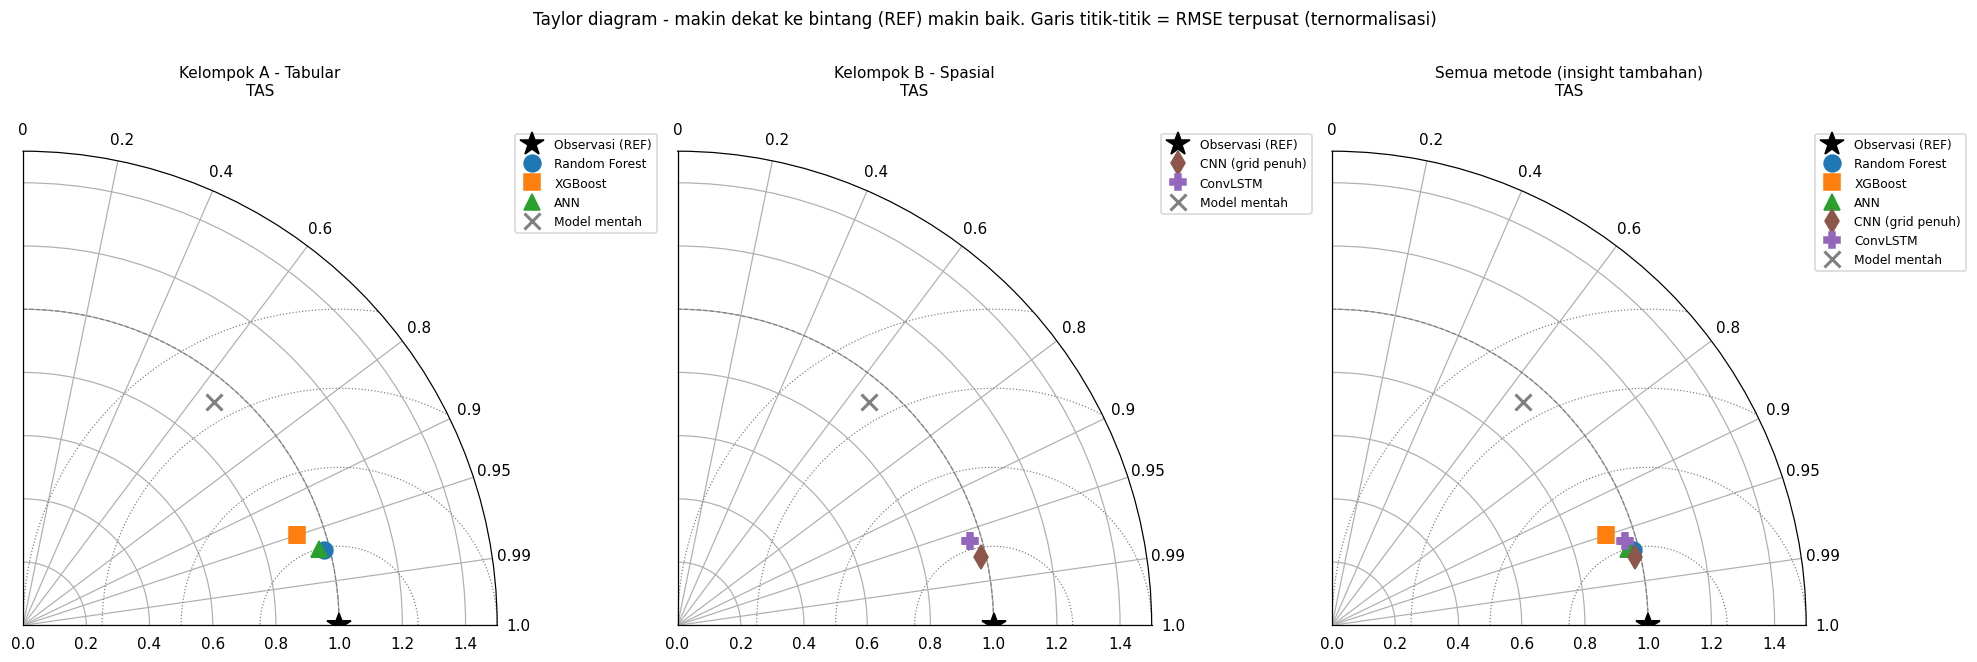 Taylor diagram - makin dekat ke bintang (REF) makin baik. Garis titik-titik = RMSE terpusat (ternormalisasi)
Kelompok A - Tabular
TAS
0
0.2
0.4
0.6
0.8
0.9
0.95
0.99
1.0
0.0
0.2
0.4
0.6
0.8
1.0
1.2
1.4
Observasi (REF)
Random Forest
XGBoost
ANN
Model mentah
Kelompok B - Spasial
TAS
0
0.2
0.4
0.6
0.8
0.9
0.95
0.99
1.0
0.0
0.2
0.4
0.6
0.8
1.0
1.2
1.4
Observasi (REF)
CNN (grid penuh)
ConvLSTM
Model mentah
Semua metode (insight tambahan)
TAS
0
0.2
0.4
0.6
0.8
0.9
0.95
0.99
1.0
0.0
0.2
0.4
0.6
0.8
1.0
1.2
1.4
Observasi (REF)
Random Forest
XGBoost
ANN
CNN (grid penuh)
ConvLSTM
Model mentah